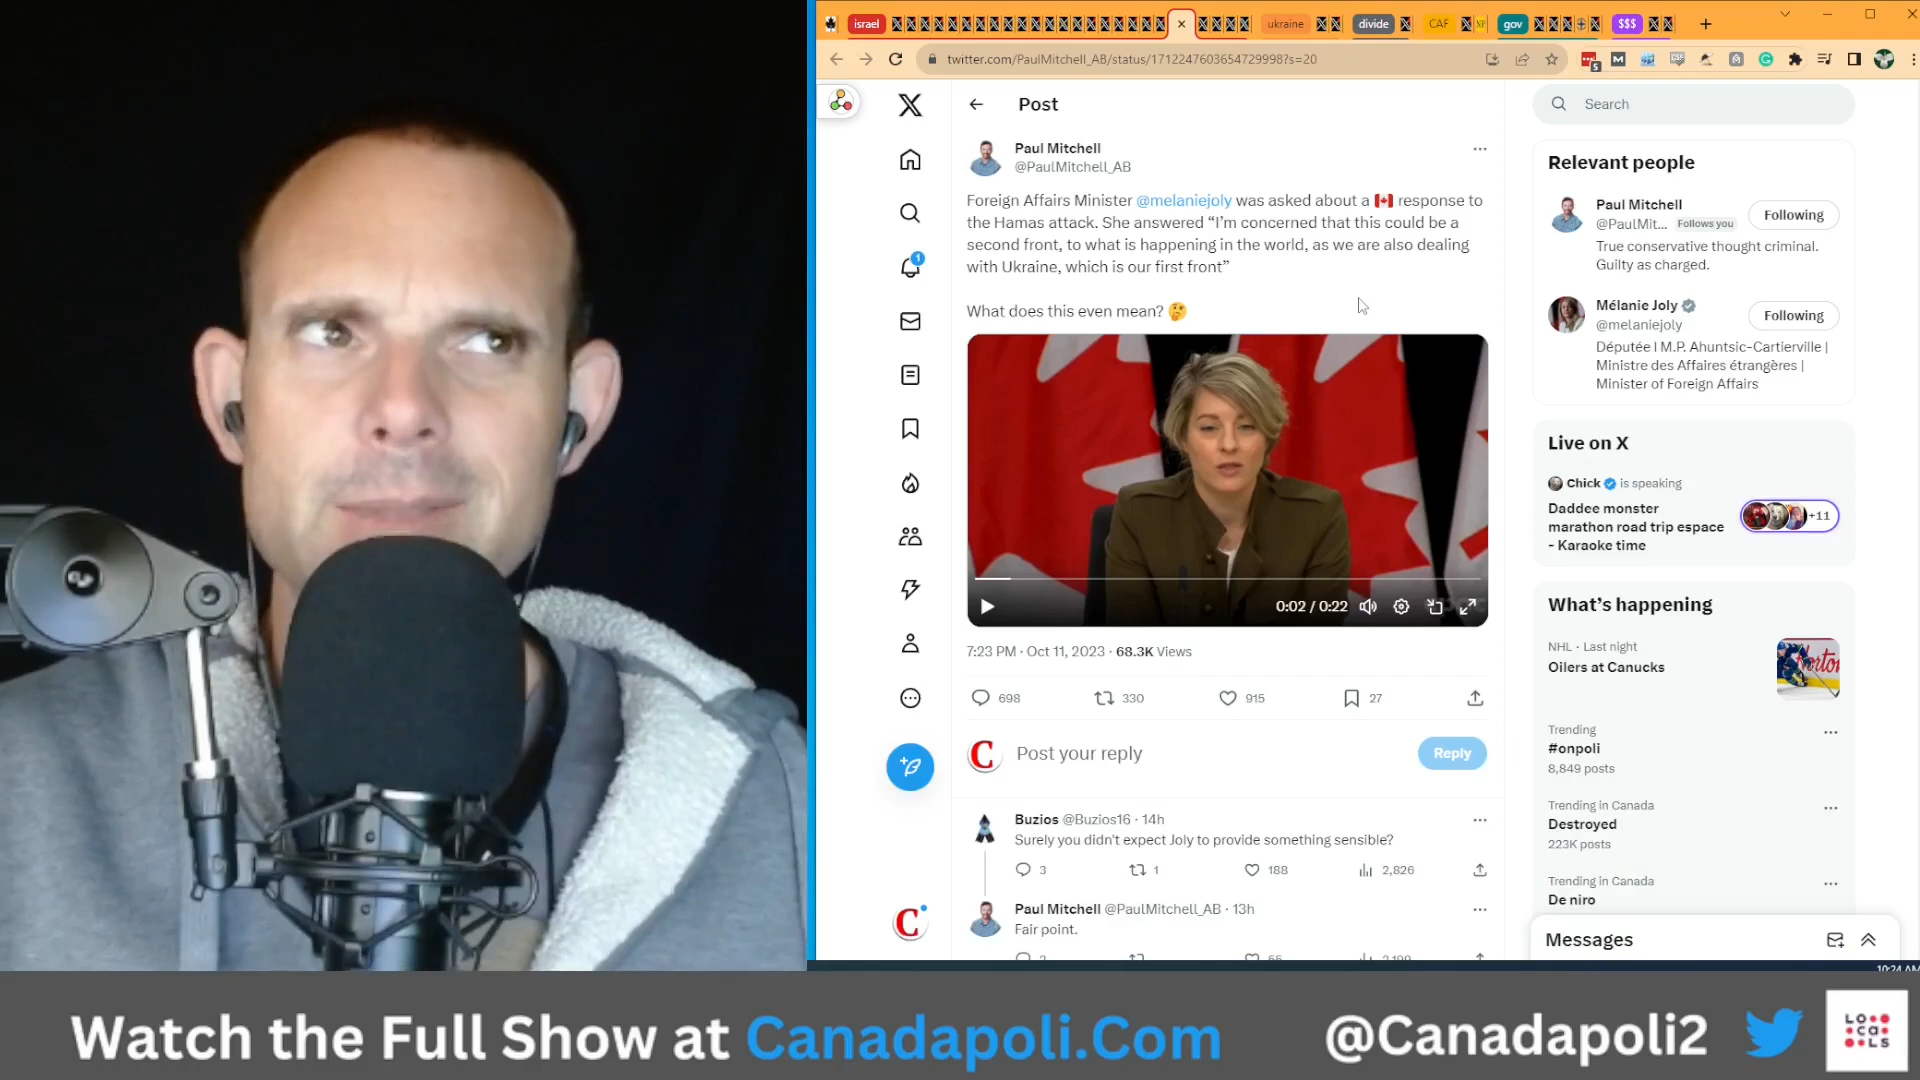 israel
ukraine
divide
CAF
gov
$$$
twitter.com/PaulMitchell_AB/status/1712247603654729998?s=20
Post
Search
Paul Mitchell
@PaulMitchell_AB
Foreign Affairs Minister @melaniejoly was asked about a 🇨🇦 response to
the Hamas attack. She answered “I’m concerned that this could be a
second front, to what is happening in the world, as we are also dealing
with Ukraine, which is our first front”
What does this even mean? 🤔
0:02 / 0:22
7:23 PM · Oct 11, 2023 · 68.3K Views
698 330 915 27
C Post your reply Reply
Buzios @Buzios16 · 14h
Surely you didn't expect Joly to provide something sensible?
3 1 188 2,826
Paul Mitchell @PaulMitchell_AB · 13h
Fair point.
Relevant people
Paul Mitchell
@PaulMit... Follows you
Following
True conservative thought criminal.
Guilty as charged.
Mélanie Joly
@melaniejoly
Following
Députée l M.P. Ahuntsic-Cartierville |
Ministre des Affaires étrangères |
Minister of Foreign Affairs
Live on X
Chick is speaking
Daddee monster
marathon road trip espace
- Karaoke time
+11
What’s happening
NHL · Last night
Oilers at Canucks
Trending
#onpoli
8,849 posts
Trending in Canada
Destroyed
223K posts
Trending in Canada
De niro
Messages
10:24 AM
Watch the Full Show at Canadapoli.Com
@Canadapoli2
LO
ca
LS